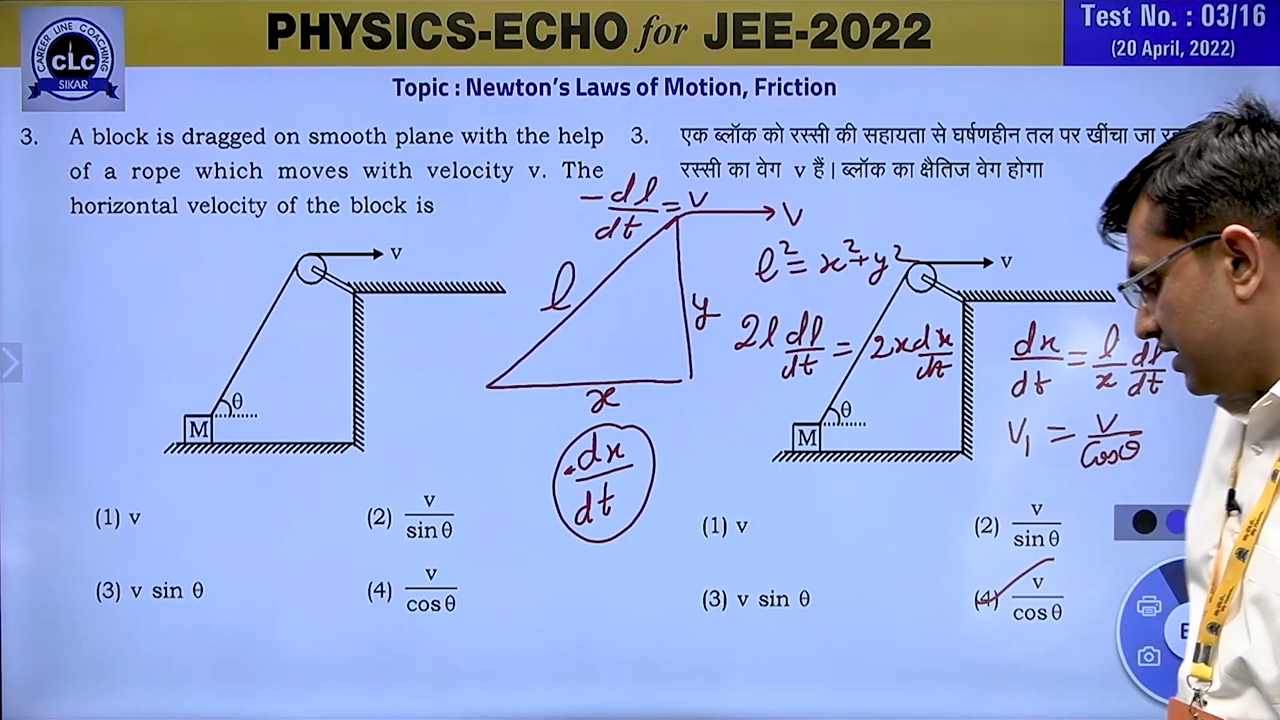 CAREER LINE COACHING
CLC
SIKAR
PHYSICS-ECHO for JEE-2022
Test No. : 03/16
(20 April, 2022)
Topic : Newton's Laws of Motion, Friction
3. A block is dragged on smooth plane with the help
of a rope which moves with velocity v. The
horizontal velocity of the block is
v
θ
M
(1) v
(2) v/sin θ
(3) v sin θ
(4) v/cos θ
3. एक ब्लॉक को रस्सी की सहायता से घर्षणहीन तल पर खींचा जा
रस्सी का वेग v हैं। ब्लॉक का क्षैतिज वेग होगा
v
θ
M
(1) v
(2) v/sin θ
(3) v sin θ
(4) v/cos θ
-dl/dt = v
v
l
y
x
dx/dt
l² = x² + y²
2l dl/dt = 2x dx/dt
dx/dt = l/x dl/dt
v₁ = v/cosθ